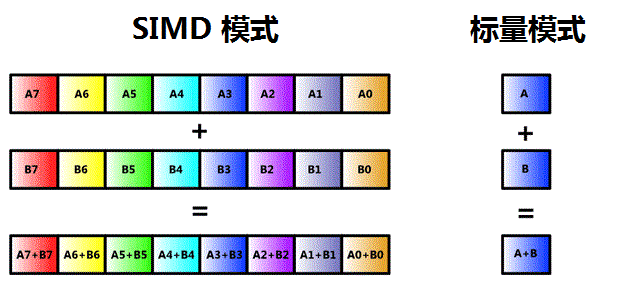 SIMD 模式 标量模式
A7 A6 A5 A4 A3 A2 A1 A0 A
+ +
B7 B6 B5 B4 B3 B2 B1 B0 B
= =
A7+B7 A6+B6 A5+B5 A4+B4 A3+B3 A2+B2 A1+B1 A0+B0 A+B